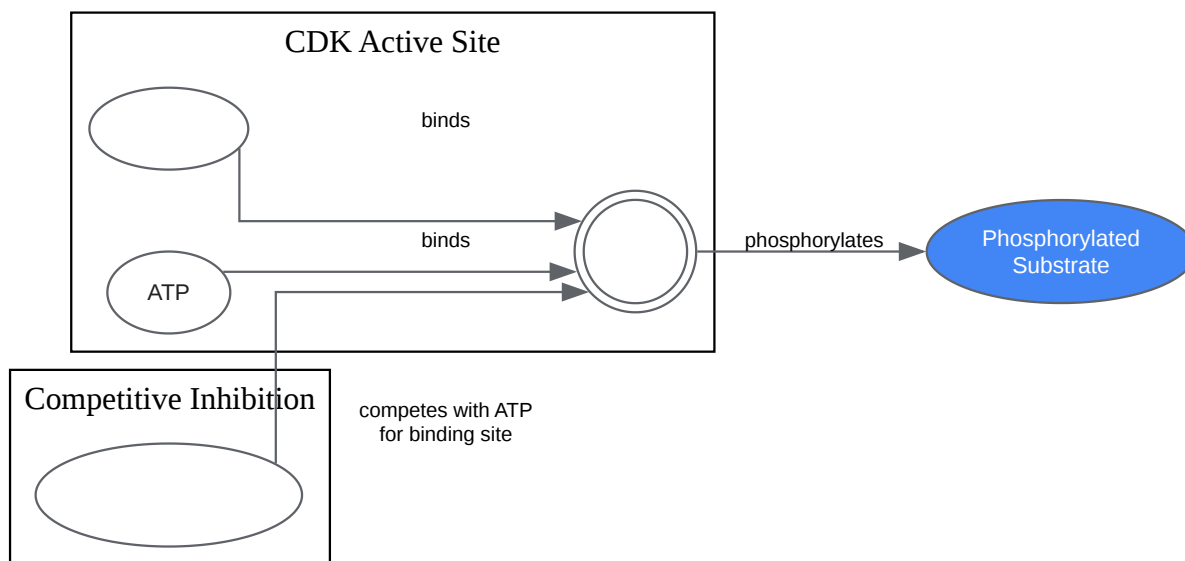 CDK Active Site
binds
binds
ATP
phosphorylates
Phosphorylated
Substrate
Competitive Inhibition
competes with ATP
for binding site